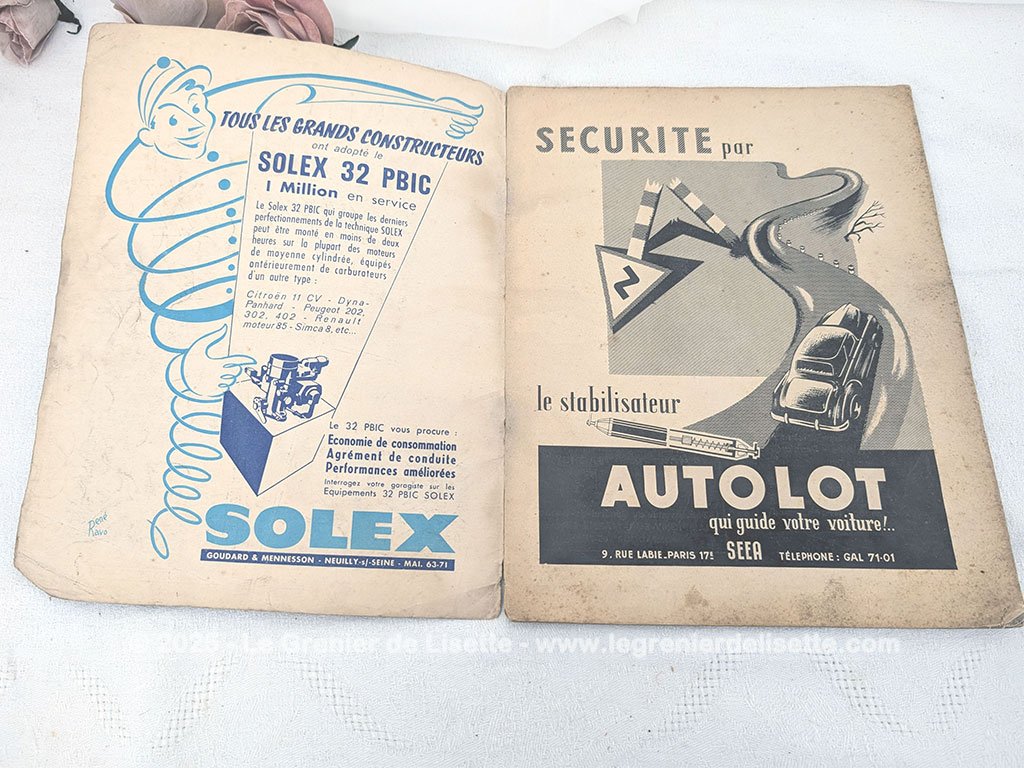 TOUS LES GRANDS CONSTRUCTEURS
ont adopté le
SOLEX 32 PBIC
1 Million en service
Le Solex 32 PBIC qui groupe les derniers
perfectionnements de la technique SOLEX
peut être monté en moins de deux
heures sur la plupart des moteurs
de moyenne cylindrée, équipés
antérieurement de carburateurs
d'un autre type :
Citroën 11 CV - Dyna-
Panhard - Peugeot 202,
302, 402 - Renault
moteur 85 - Simca 8, etc...
Le 32 PBIC vous procure :
Economie de consommation
Agrément de conduite
Performances améliorées
Interrogez votre garagiste sur les
Equipements 32 PBIC SOLEX
SOLEX
GOUDARD & MENNESSON - NEUILLY-s/-SEINE - MAI. 63-71
René
Ravo
SECURITE par
Z
le stabilisateur
AUTOLOT
qui guide votre voiture!..
9, RUE LABIE. PARIS 17E SEEA TÉLEPHONE : GAL 71-01
© 2025 - Le Grenier de Lisette - www.legrenierdelisette.com